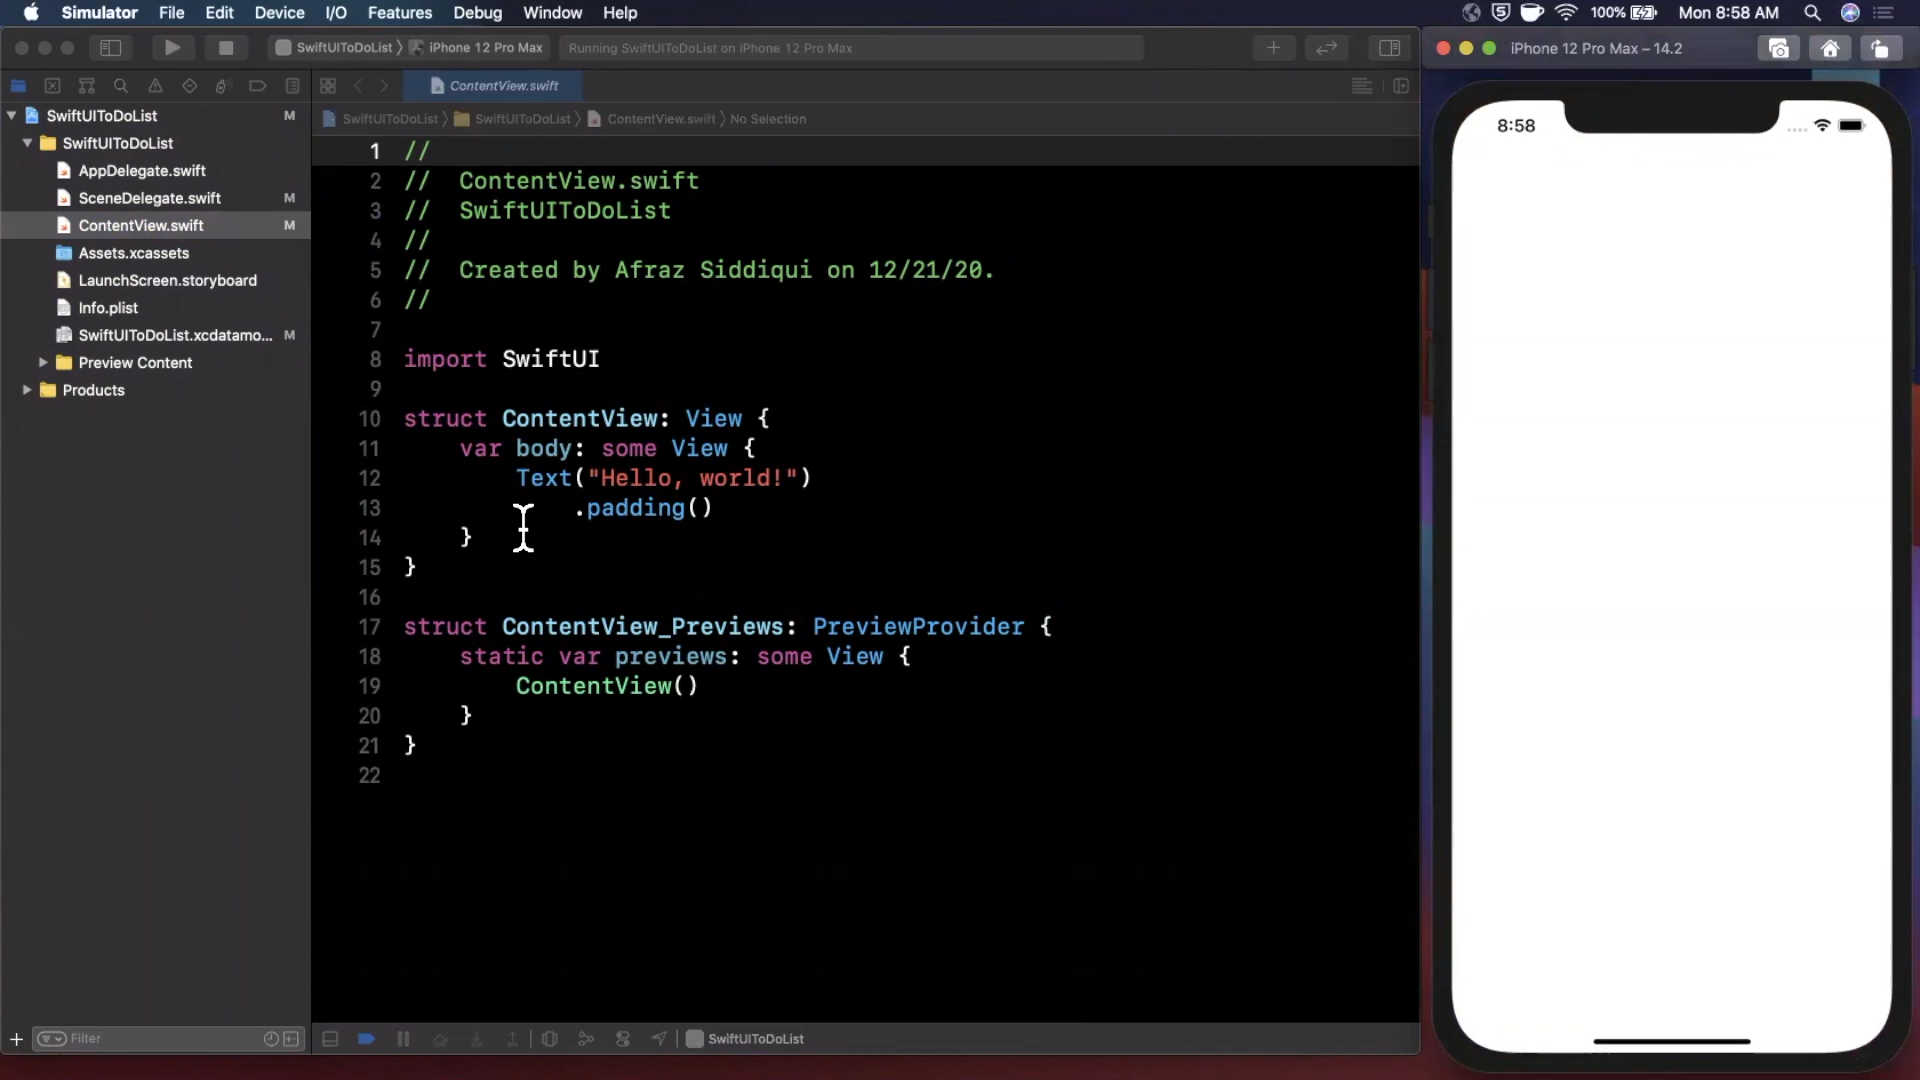 Simulator File Edit Device I/O Features Debug Window Help 100% Mon 8:58 AM
SwiftUIToDoList iPhone 12 Pro Max Running SwiftUIToDoList on iPhone 12 Pro Max
iPhone 12 Pro Max – 14.2
ContentView.swift
SwiftUIToDoList SwiftUIToDoList ContentView.swift No Selection
SwiftUIToDoList M
SwiftUIToDoList
AppDelegate.swift
SceneDelegate.swift M
ContentView.swift M
Assets.xcassets
LaunchScreen.storyboard
Info.plist
SwiftUIToDoList.xcdatamo... M
Preview Content
Products
Filter
1 //
2 //  ContentView.swift
3 //  SwiftUIToDoList
4 //
5 //  Created by Afraz Siddiqui on 12/21/20.
6 //
7
8 import SwiftUI
9
10 struct ContentView: View {
11     var body: some View {
12         Text("Hello, world!")
13             .padding()
14     }
15 }
16
17 struct ContentView_Previews: PreviewProvider {
18     static var previews: some View {
19         ContentView()
20     }
21 }
22
SwiftUIToDoList
8:58